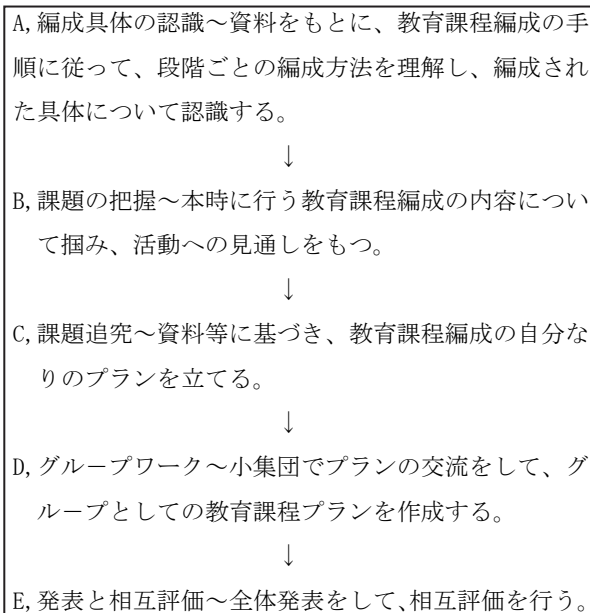 A,編成具体の認識～資料をもとに、教育課程編成の手
順に従って、段階ごとの編成方法を理解し、編成され
た具体について認識する。
↓
B,課題の把握～本時に行う教育課程編成の内容につい
て掴み、活動への見通しをもつ。
↓
C,課題追究～資料等に基づき、教育課程編成の自分な
りのプランを立てる。
↓
D,グループワーク～小集団でプランの交流をして、グ
ループとしての教育課程プランを作成する。
↓
E,発表と相互評価～全体発表をして、相互評価を行う。